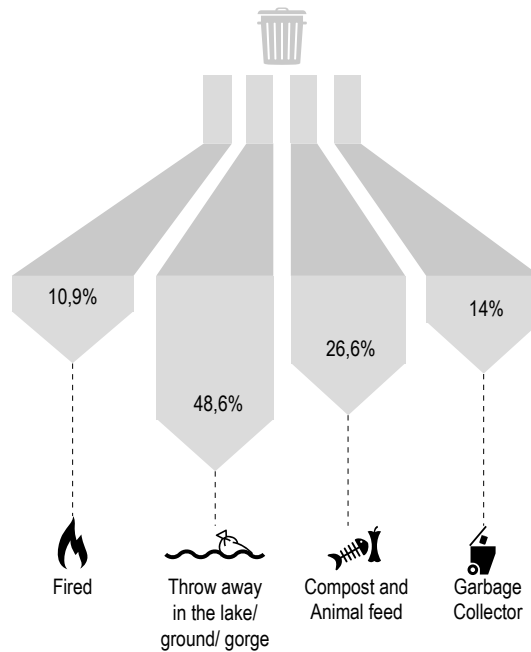 10,9%
48,6%
26,6%
14%
Fired
Throw away
in the lake/
ground/ gorge
Compost and
Animal feed
Garbage
Collector